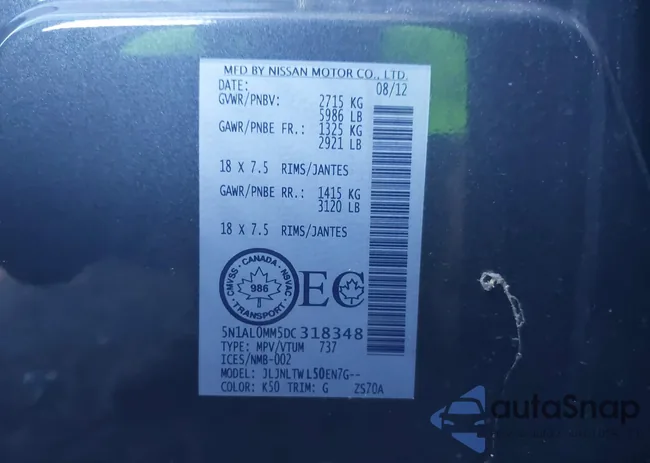 MFD BY NISSAN MOTOR CO., LTD.
DATE: 08/12
GVWR/PNBV: 2715 KG
5986 LB
GAWR/PNBE FR.: 1325 KG
2921 LB
18 X 7.5 RIMS/JANTES
GAWR/PNBE RR.: 1415 KG
3120 LB
18 X 7.5 RIMS/JANTES
CMVSS · CANADA · NSVAC
986
TRANSPORT
EC
5N1AL0MM5DC318348
TYPE: MPV/VTUM 737
ICES/NMB-002
MODEL: JLJNLTWL50EN7G--
COLOR: K50 TRIM: G ZS70A
autoSnap